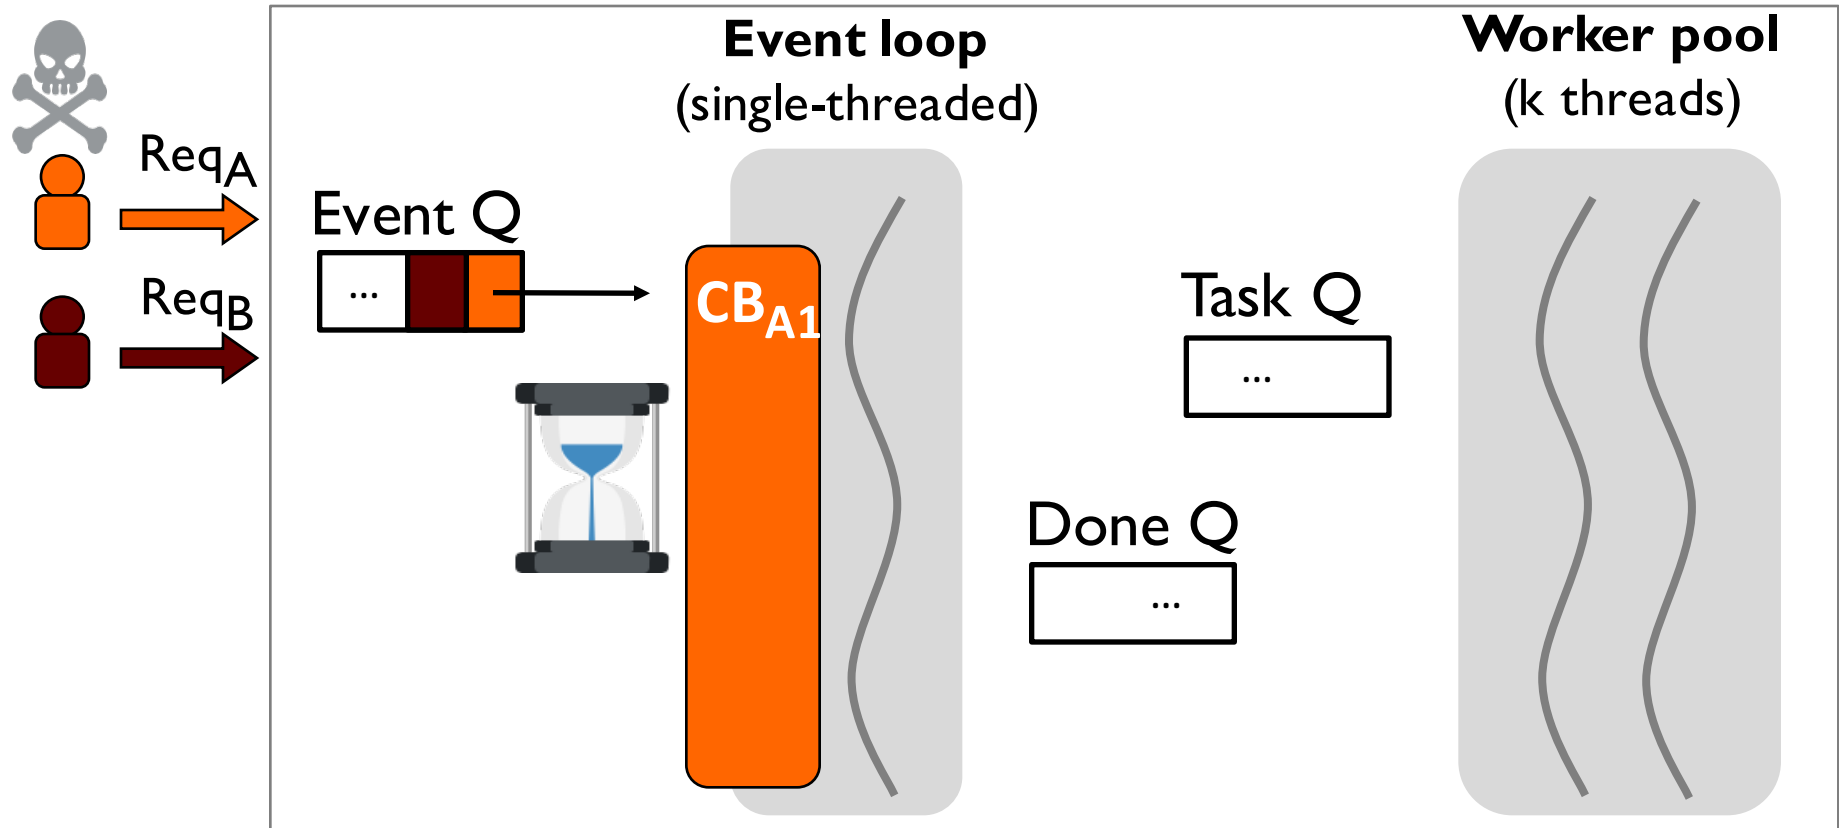 Event loop
(single-threaded)
Worker pool
(k threads)
ReqA
Event Q
ReqB
...
CBA1
Task Q
...
Done Q
...